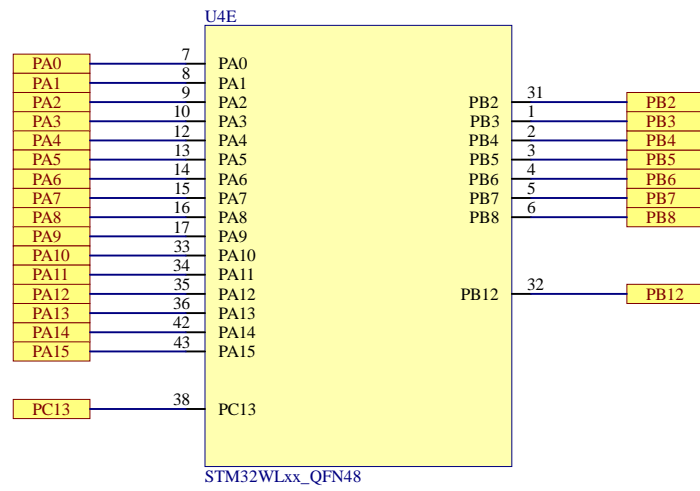 U4E
PA0 7 PA0
PA1 8 PA1
PA2 9 PA2 PB2 31 PB2
PA3 10 PA3 PB3 1 PB3
PA4 12 PA4 PB4 2 PB4
PA5 13 PA5 PB5 3 PB5
PA6 14 PA6 PB6 4 PB6
PA7 15 PA7 PB7 5 PB7
PA8 16 PA8 PB8 6 PB8
PA9 17 PA9
PA10 33 PA10
PA11 34 PA11
PA12 35 PA12 PB12 32 PB12
PA13 36 PA13
PA14 42 PA14
PA15 43 PA15
PC13 38 PC13
STM32WLxx_QFN48